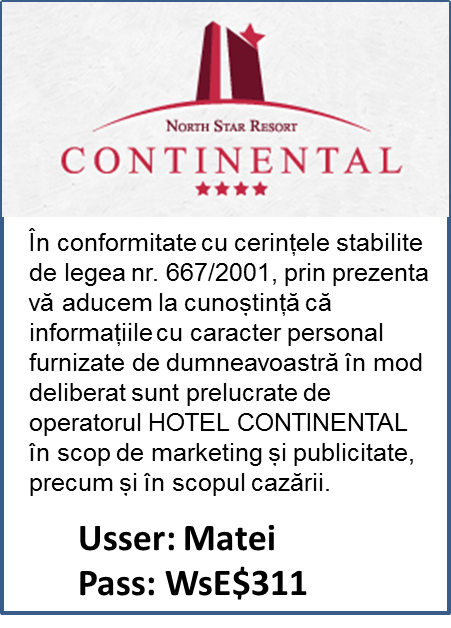 North Star Resort
CONTINENTAL
În conformitate cu cerințele stabilite
de legea nr. 667/2001, prin prezenta
vă aducem la cunoștință că
informațiile cu caracter personal
furnizate de dumneavoastră în mod
deliberat sunt prelucrate de
operatorul HOTEL CONTINENTAL
în scop de marketing și publicitate,
precum și în scopul cazării.
Usser: Matei
Pass: WsE$311